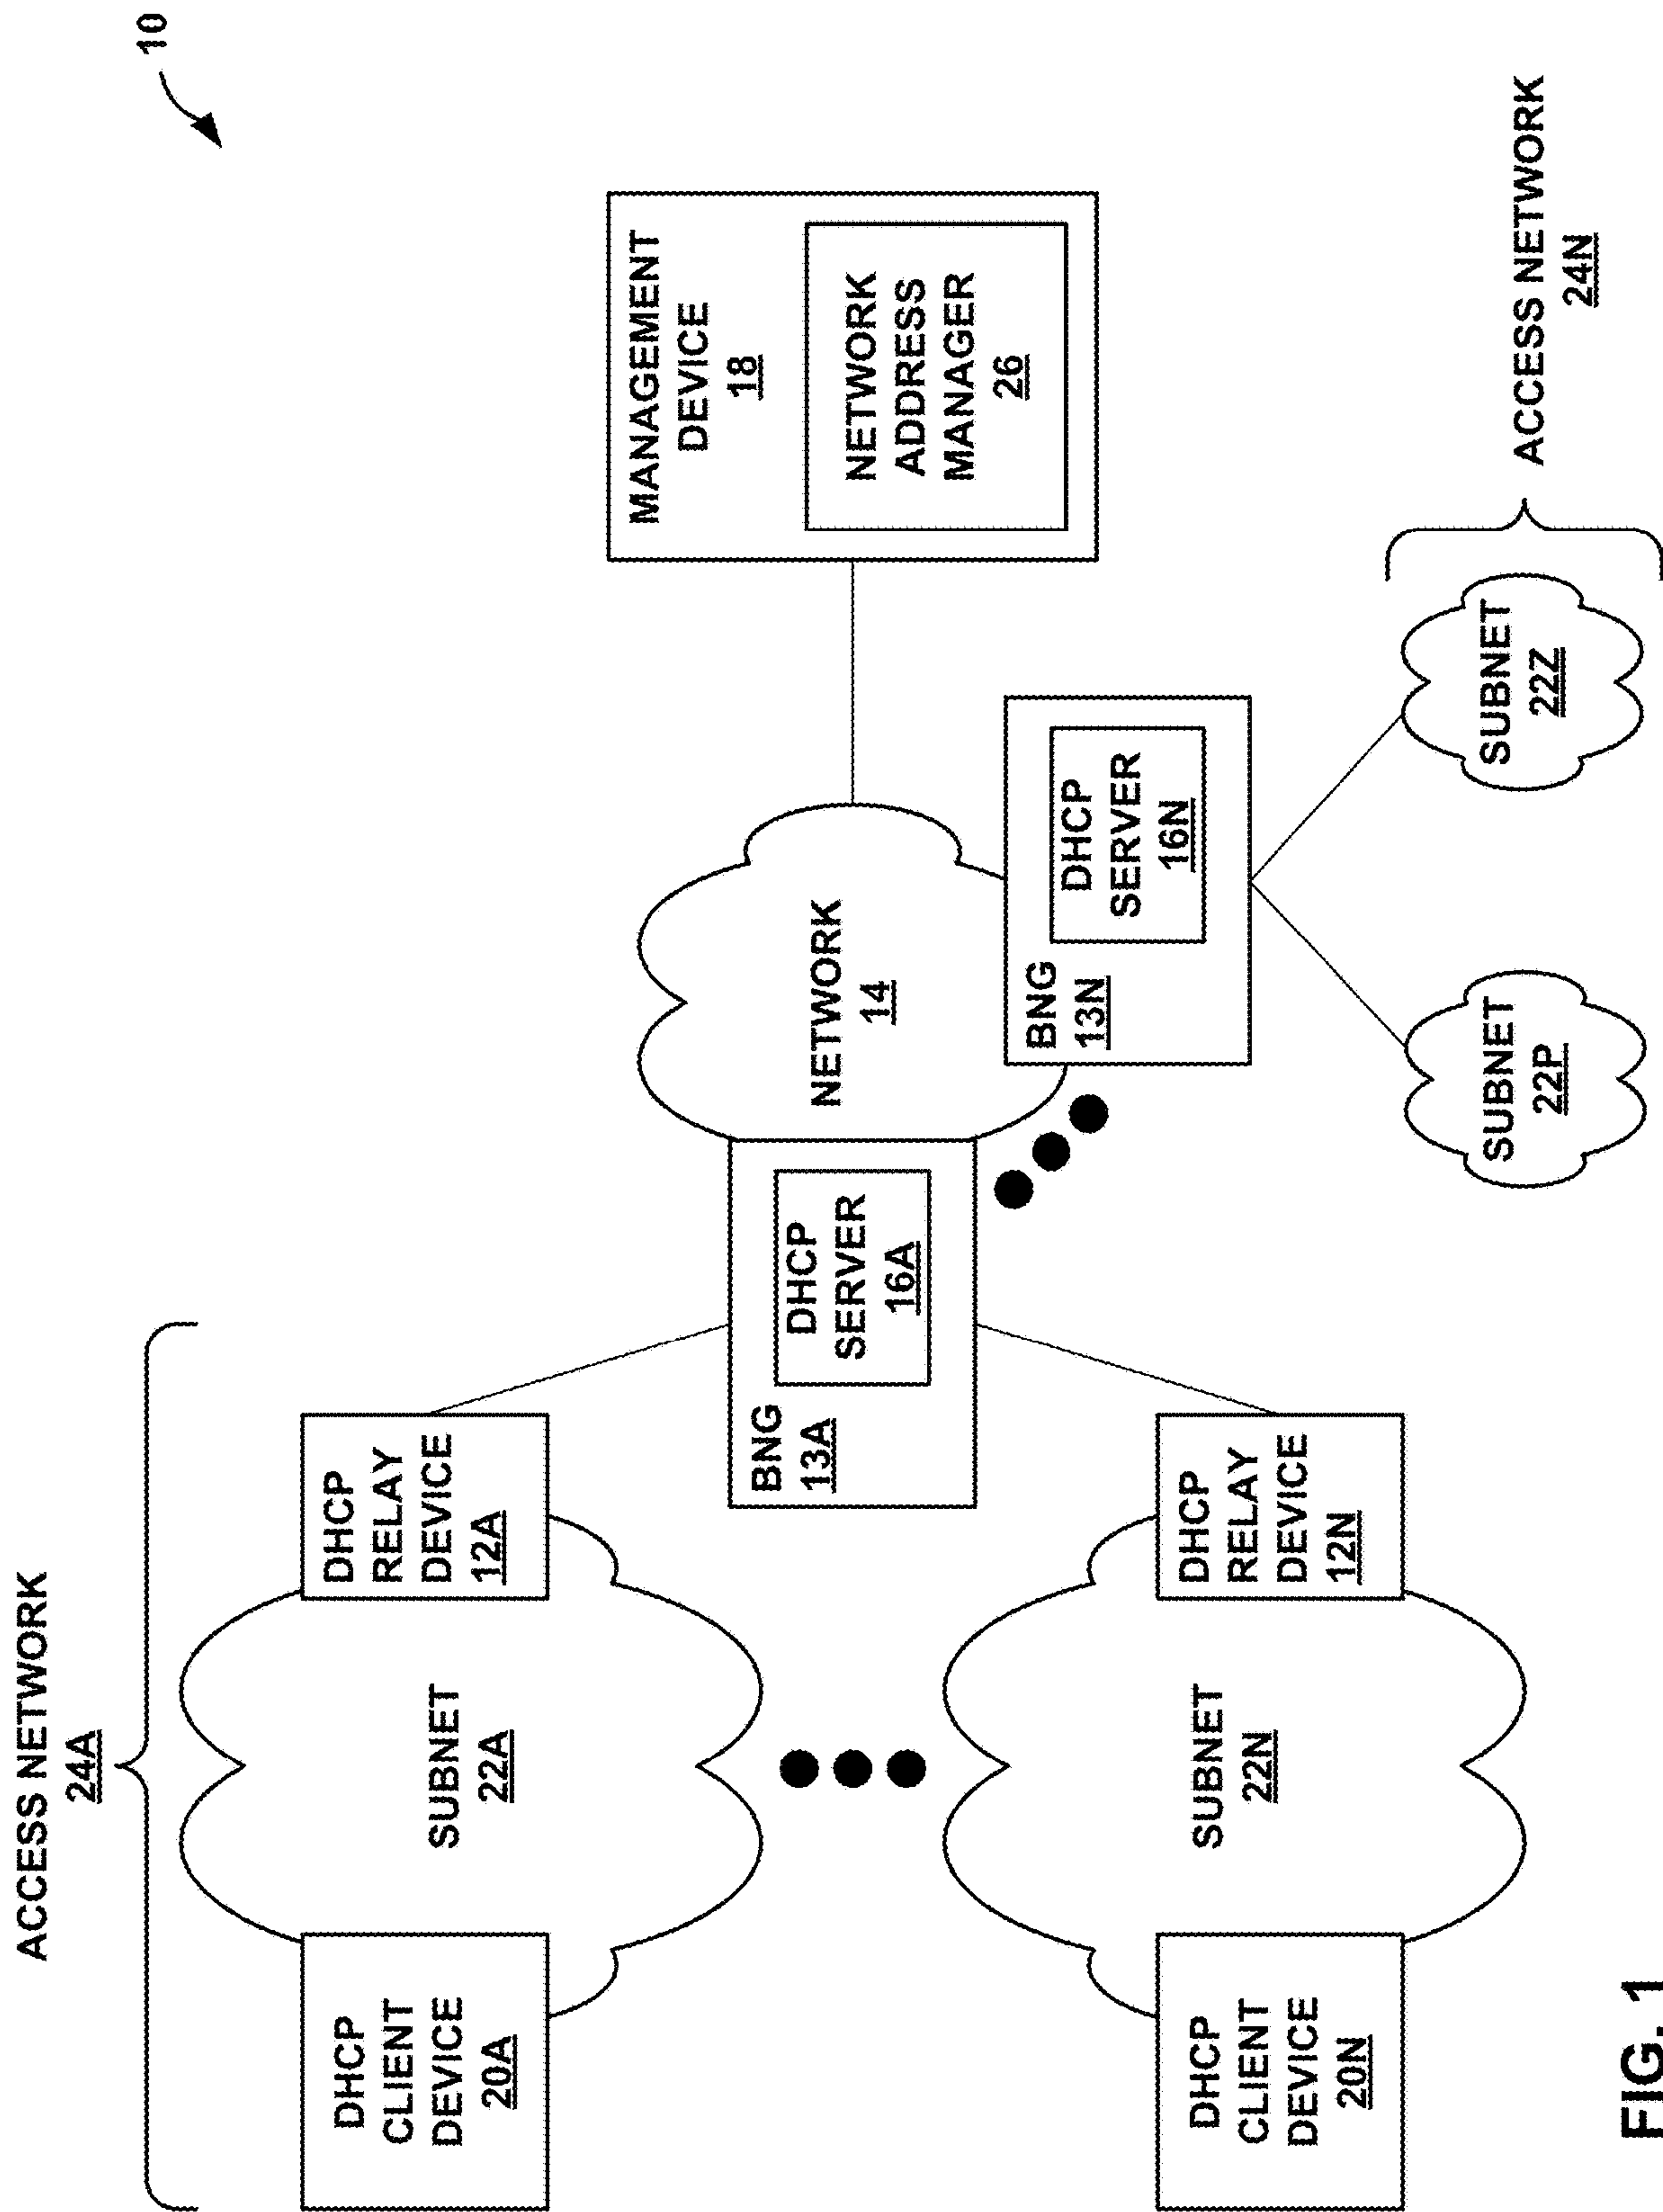 10
ACCESS NETWORK
24A
DHCP
CLIENT
DEVICE
20A
SUBNET
22A
DHCP
RELAY
DEVICE
12A
BNG
13A
DHCP
SERVER
16A
NETWORK
14
MANAGEMENT
DEVICE
18
NETWORK
ADDRESS
MANAGER
26
BNG
13N
DHCP
SERVER
16N
DHCP
CLIENT
DEVICE
20N
SUBNET
22N
DHCP
RELAY
DEVICE
12N
SUBNET
22P
SUBNET
22Z
ACCESS NETWORK
24N
FIG. 1